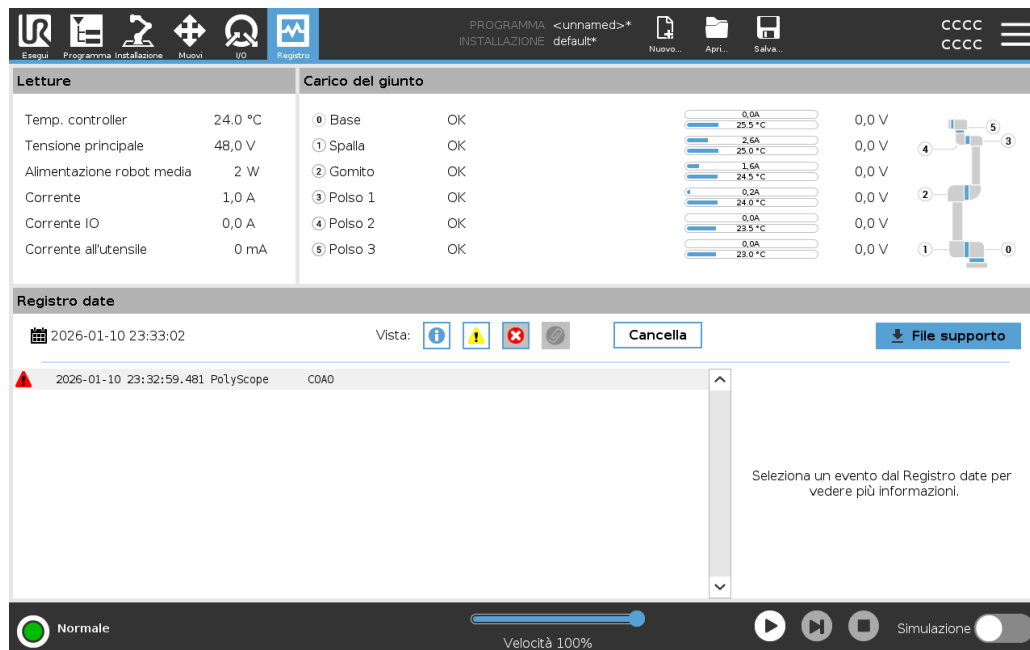 UR
Esegui
Programma
Installazione
Muovi
I/O
Registro
PROGRAMMA <unnamed>*
INSTALLAZIONE default*
Nuovo...
Apri...
Salva...
cccc
cccc
Letture
Temp. controller 24.0 °C
Tensione principale 48,0 V
Alimentazione robot media 2 W
Corrente 1,0 A
Corrente IO 0,0 A
Corrente all'utensile 0 mA
Carico del giunto
0 Base OK 0,0A 25.5 °C 0,0 V
1 Spalla OK 2,6A 25.0 °C 0,0 V
2 Gomito OK 1,6A 24.5 °C 0,0 V
3 Polso 1 OK 0,2A 24.0 °C 0,0 V
4 Polso 2 OK 0,0A 23.5 °C 0,0 V
5 Polso 3 OK 0,0A 23.0 °C 0,0 V
5
3
4
2
1
0
Registro date
2026-01-10 23:33:02
Vista:
Cancella
File supporto
2026-01-10 23:32:59.481 PolyScope C0A0
Seleziona un evento dal Registro date per
vedere più informazioni.
Normale
Velocità 100%
Simulazione